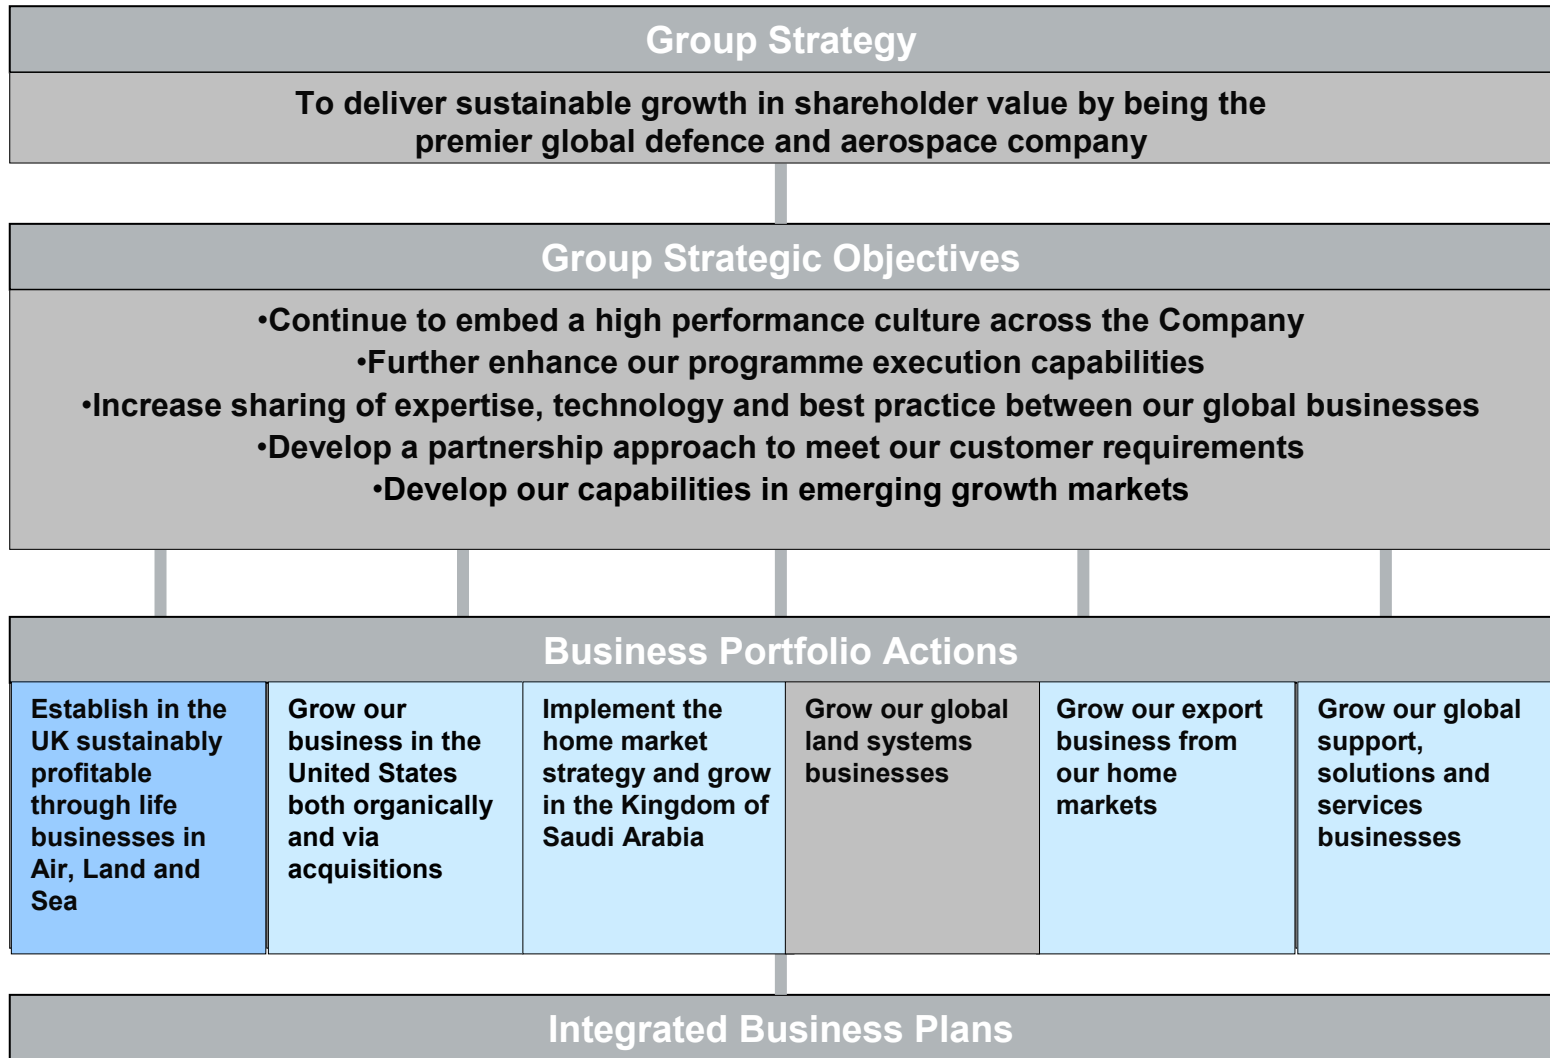 Group Strategy
To deliver sustainable growth in shareholder value by being the
premier global defence and aerospace company
Group Strategic Objectives
•Continue to embed a high performance culture across the Company
•Further enhance our programme execution capabilities
•Increase sharing of expertise, technology and best practice between our global businesses
•Develop a partnership approach to meet our customer requirements
•Develop our capabilities in emerging growth markets
Business Portfolio Actions
Establish in the
UK sustainably
profitable
through life
businesses in
Air, Land and
Sea
Grow our
business in the
United States
both organically
and via
acquisitions
Implement the
home market
strategy and grow
in the Kingdom of
Saudi Arabia
Grow our global
land systems
businesses
Grow our export
business from
our home
markets
Grow our global
support,
solutions and
services
businesses
Integrated Business Plans